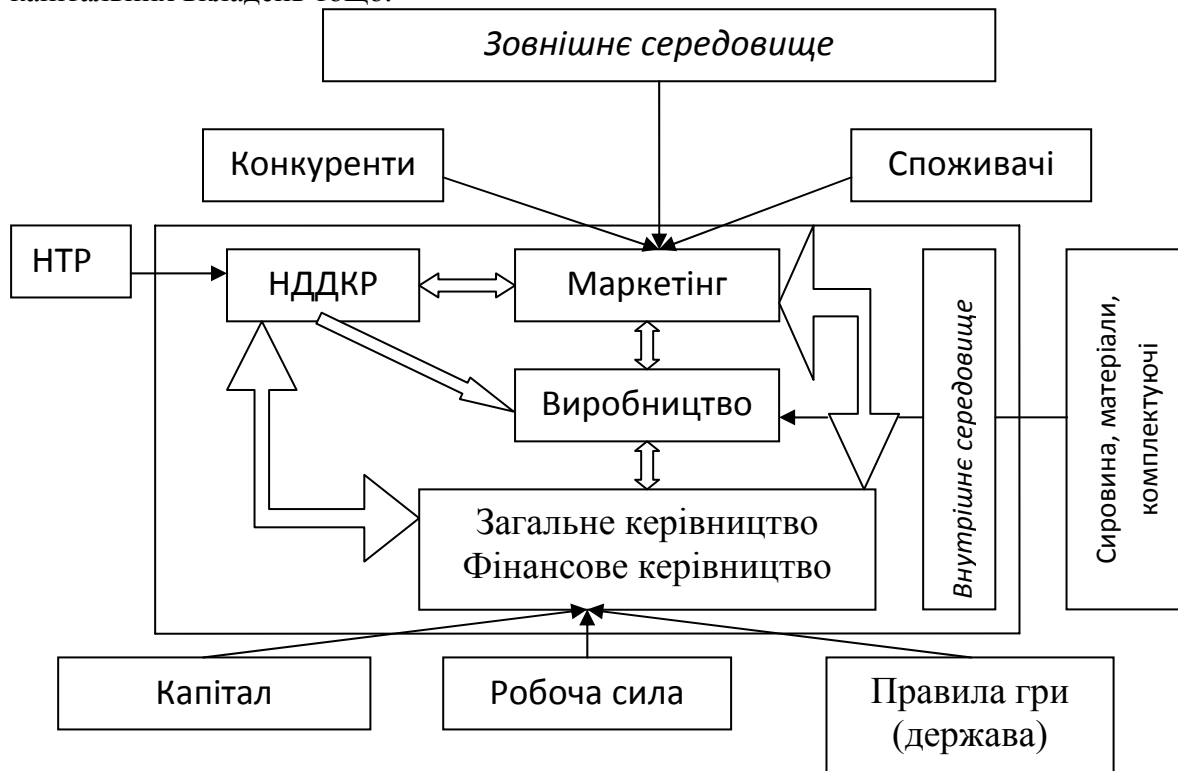 Зовнішнє середовище
Конкуренти
Споживачі
НТР
НДДКР
Маркетінг
Виробництво
Внутрішнє середовище
Сировина, матеріали,
комплектуючі
Загальне керівництво
Фінансове керівництво
Капітал
Робоча сила
Правила гри
(держава)